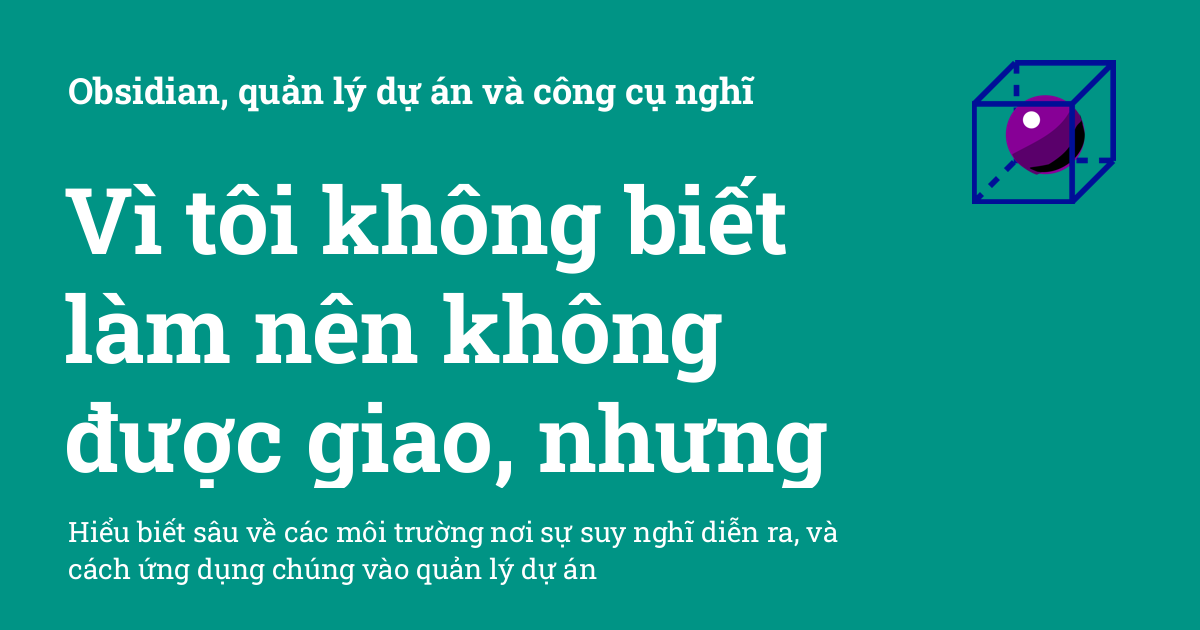 Obsidian, quản lý dự án và công cụ nghĩ
Vì tôi không biết
làm nên không
được giao, nhưng
Hiểu biết sâu về các môi trường nơi sự suy nghĩ diễn ra, và
cách ứng dụng chúng vào quản lý dự án